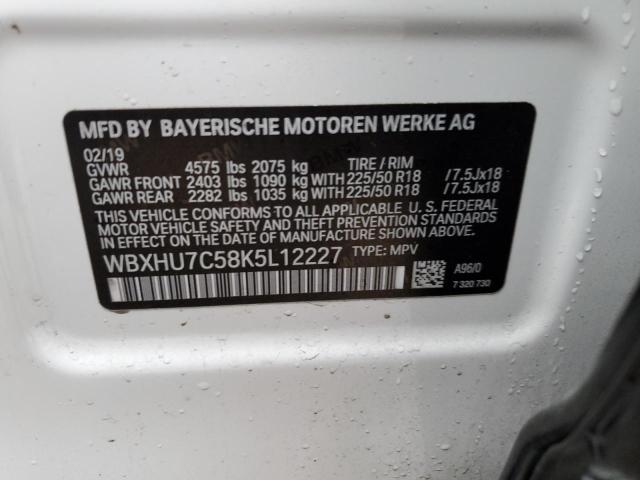 MFD BY BAYERISCHE MOTOREN WERKE AG
02/19
GVWR 4575 lbs 2075 kg TIRE / RIM
GAWR FRONT 2403 lbs 1090 kg WITH 225/50 R18 /7.5Jx18
GAWR REAR 2282 lbs 1035 kg WITH 225/50 R18 /7.5Jx18
THIS VEHICLE CONFORMS TO ALL APPLICABLE U. S. FEDERAL
MOTOR VEHICLE SAFETY AND THEFT PREVENTION STANDARDS
IN EFFECT ON THE DATE OF MANUFACTURE SHOWN ABOVE.
WBXHU7C58K5L12227 TYPE: MPV
A96/0
7 320 730